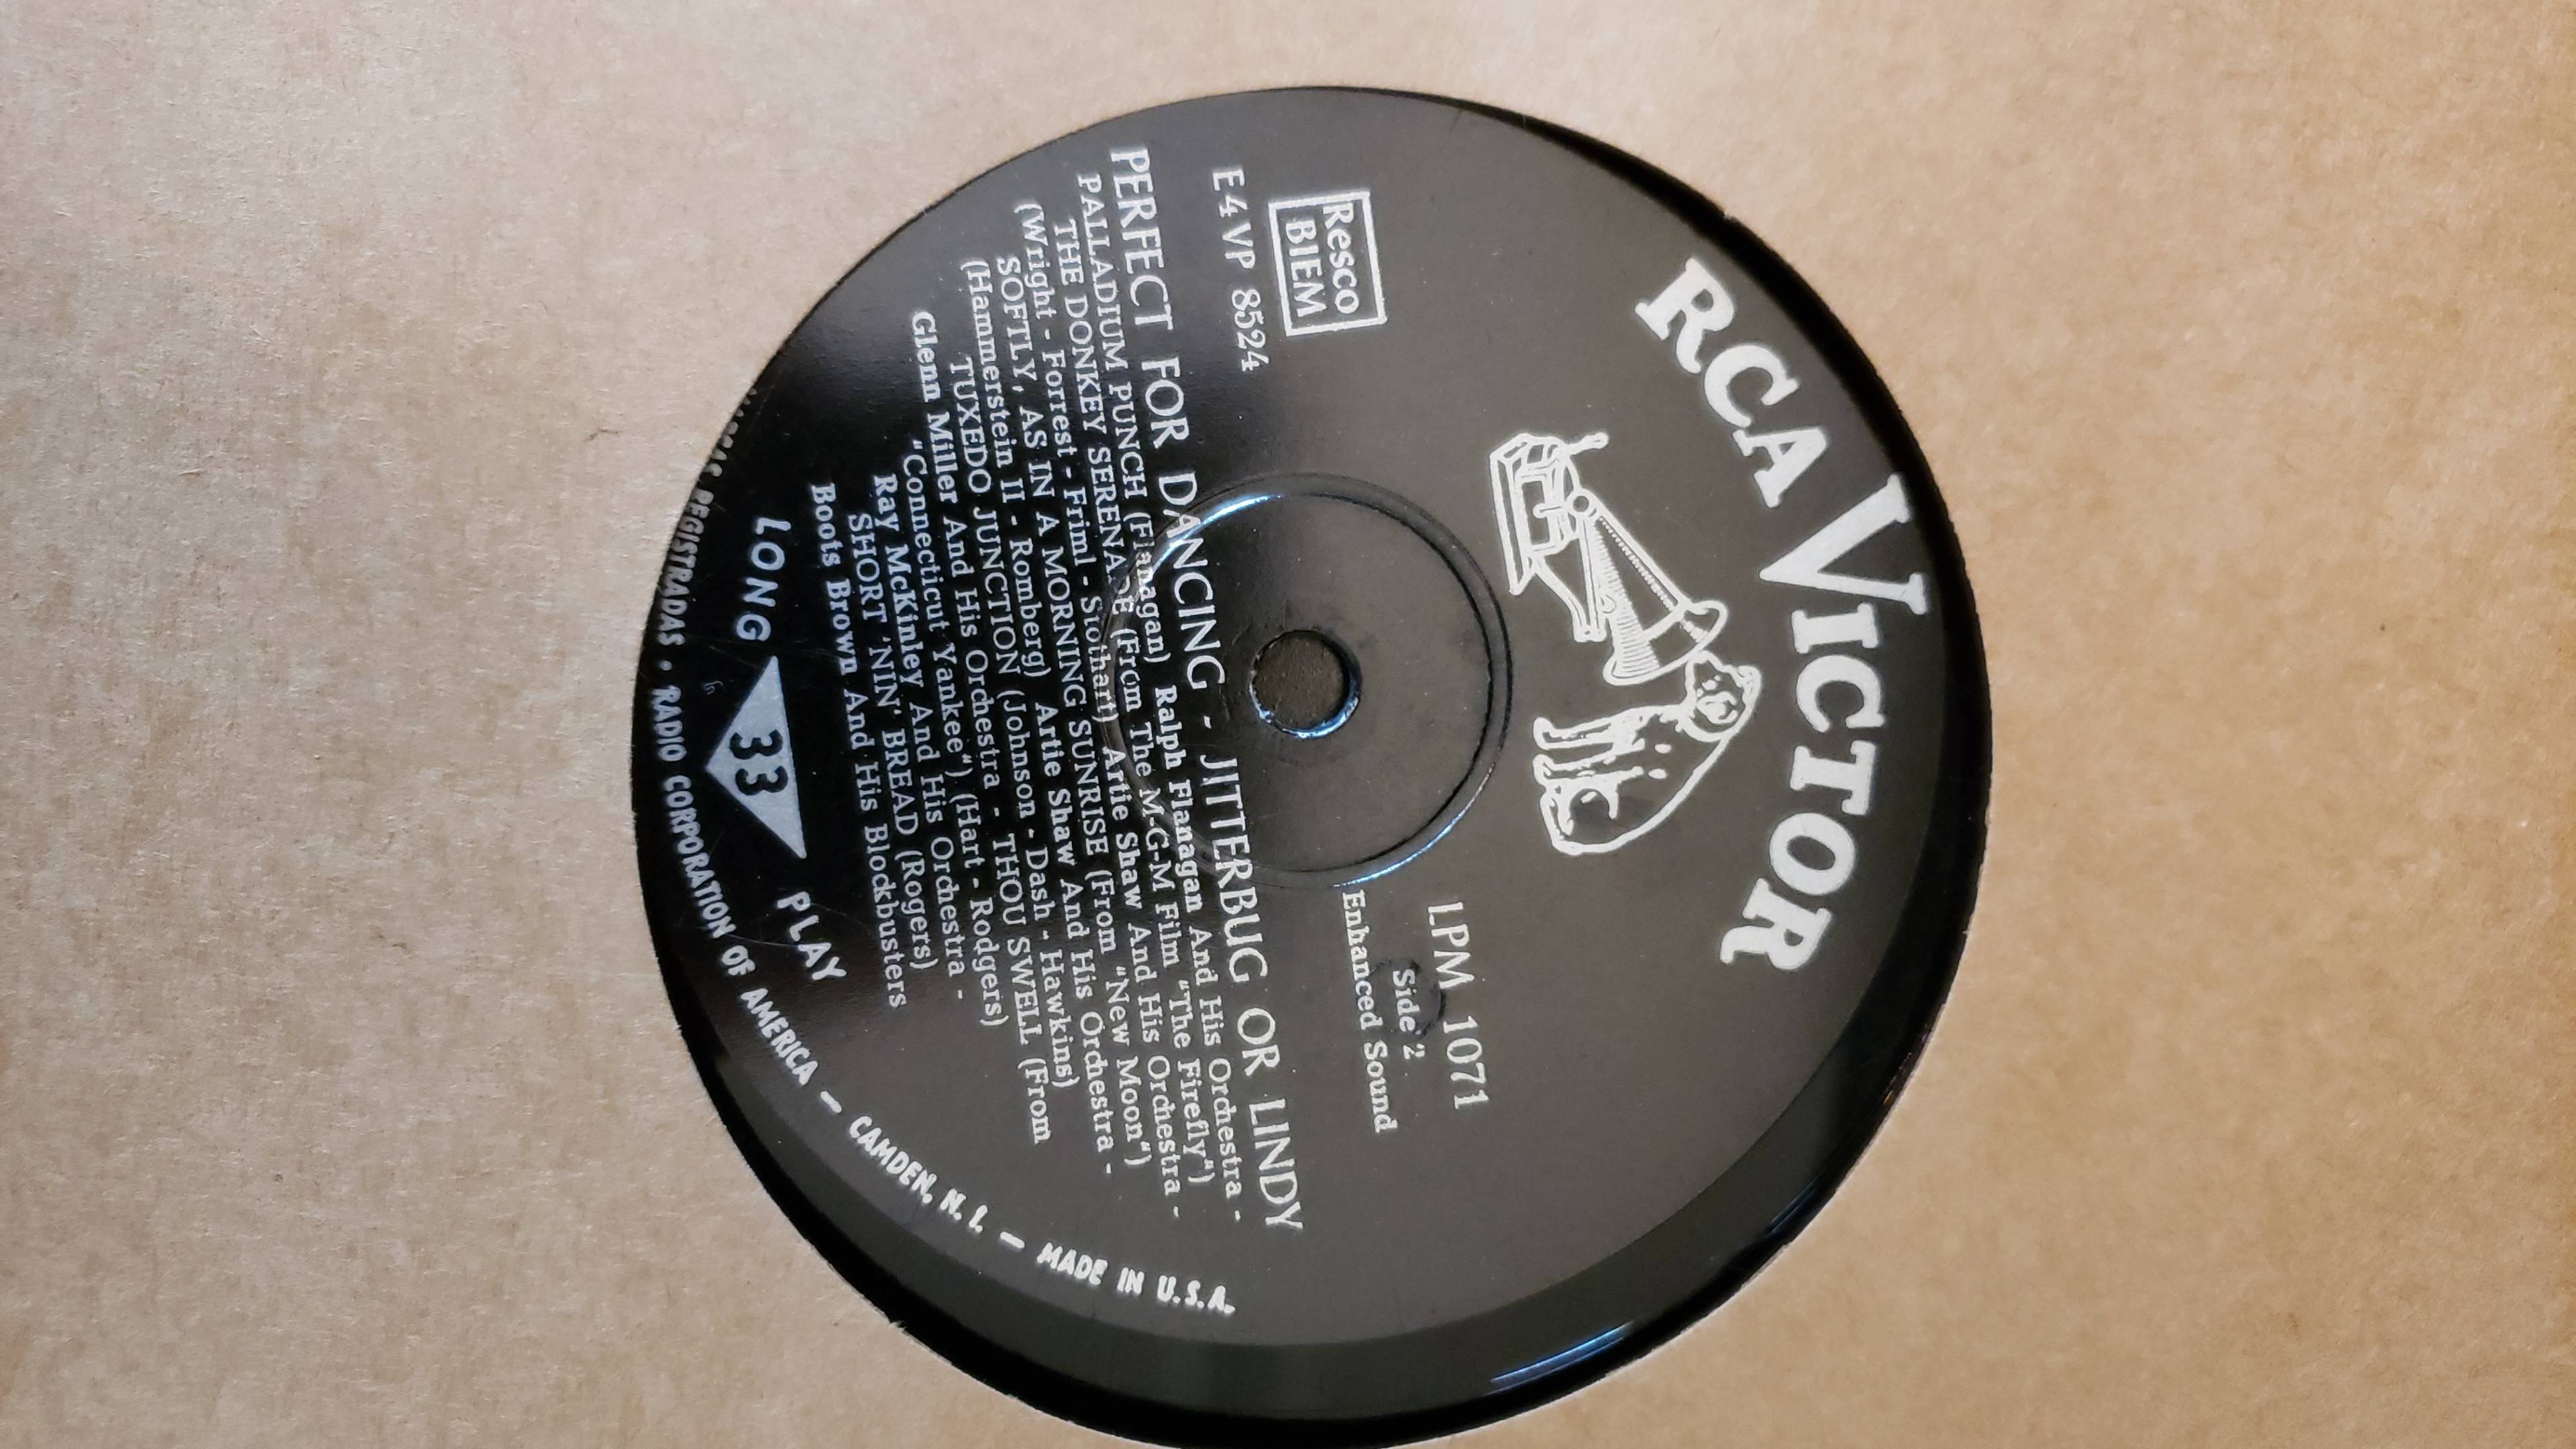 RCA VICTOR
Resco
BIEM
E4VP 8524
LPM 1071
Side 2
Enhanced Sound
PERFECT FOR DANCING - JITTERBUG OR LINDY
PALLADIUM PUNCH (Flanagan) Ralph Flanagan And His Orchestra -
THE DONKEY SERENADE (From The M-G-M Film "The Firefly")
(Wright - Forrest - Friml - Stothart) Artie Shaw And His Orchestra -
SOFTLY, AS IN A MORNING SUNRISE (From "New Moon")
(Hammerstein II - Romberg) Artie Shaw And His Orchestra -
TUXEDO JUNCTION (Johnson - Dash - Hawkins)
Glenn Miller And His Orchestra - THOU SWELL (From
"Connecticut Yankee") (Hart - Rodgers)
Ray McKinley And His Orchestra -
SHORT 'NIN' BREAD (Rogers)
Boots Brown And His Blockbusters
LONG 33 PLAY
REGISTRADAS • RADIO CORPORATION OF AMERICA — CAMDEN, N. J. — MADE IN U.S.A.